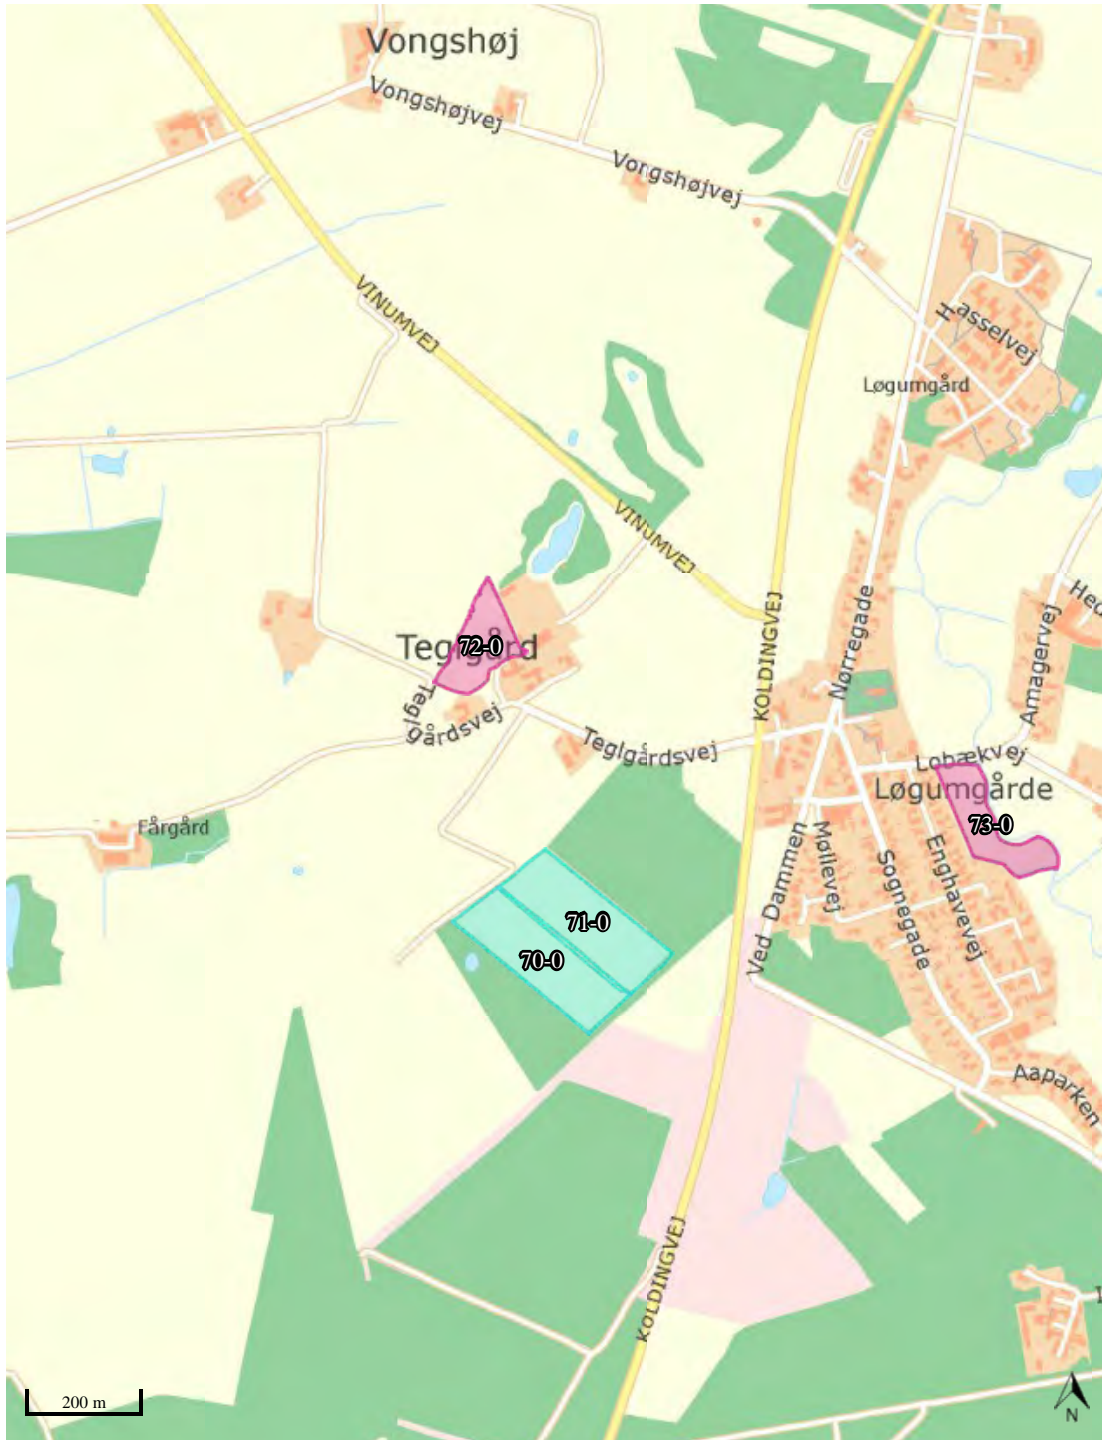 Vongshøj
Vongshøjvej
Vongshøjvej
VINUMVEJ
Hasselvej
Løgumgård
VINUMVEJ
KOLDINGVEJ
Nørregade
Amagervej
Hed
Teglgård
72-0
Teglgårdsvej
Teglgårdsvej
Lobækvej
Løgumgårde
73-0
Fårgård
Møllevej
Sognegade
Enghavevej
Ved Dammen
71-0
70-0
Aaparken
KOLDINGVEJ
200 m
N